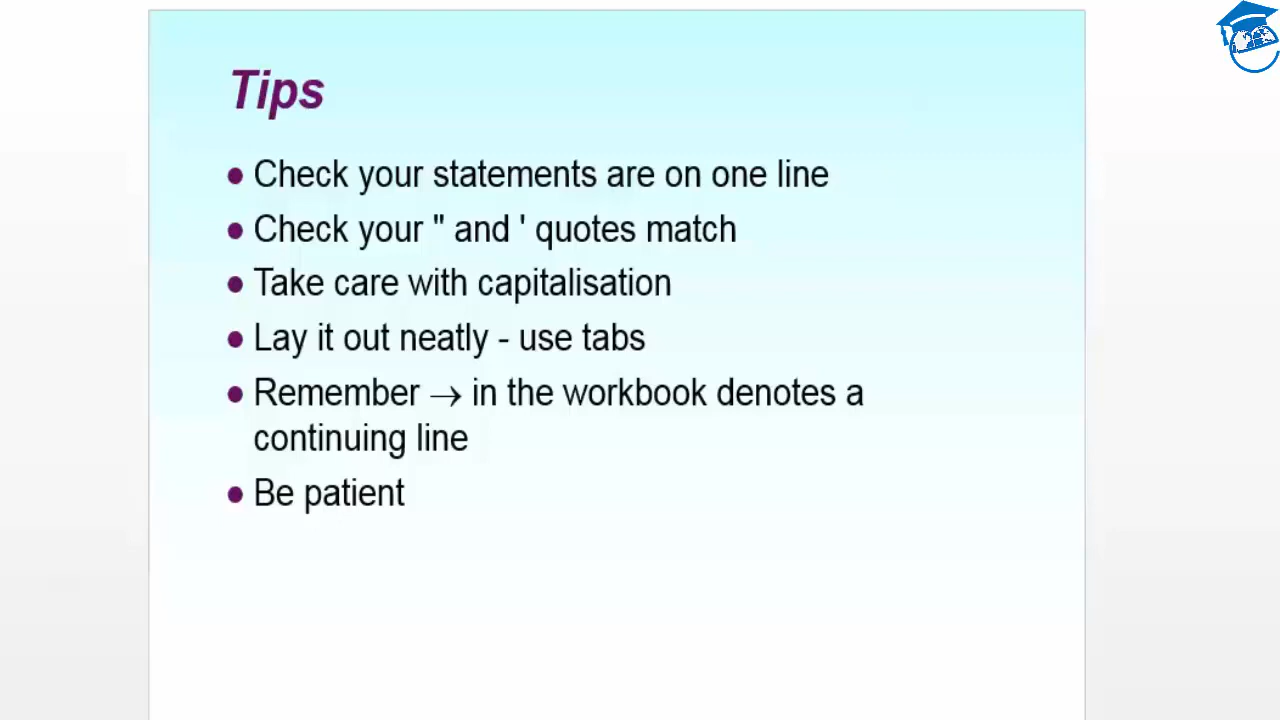 Tips
● Check your statements are on one line
● Check your " and ' quotes match
● Take care with capitalisation
● Lay it out neatly - use tabs
● Remember → in the workbook denotes a
continuing line
● Be patient